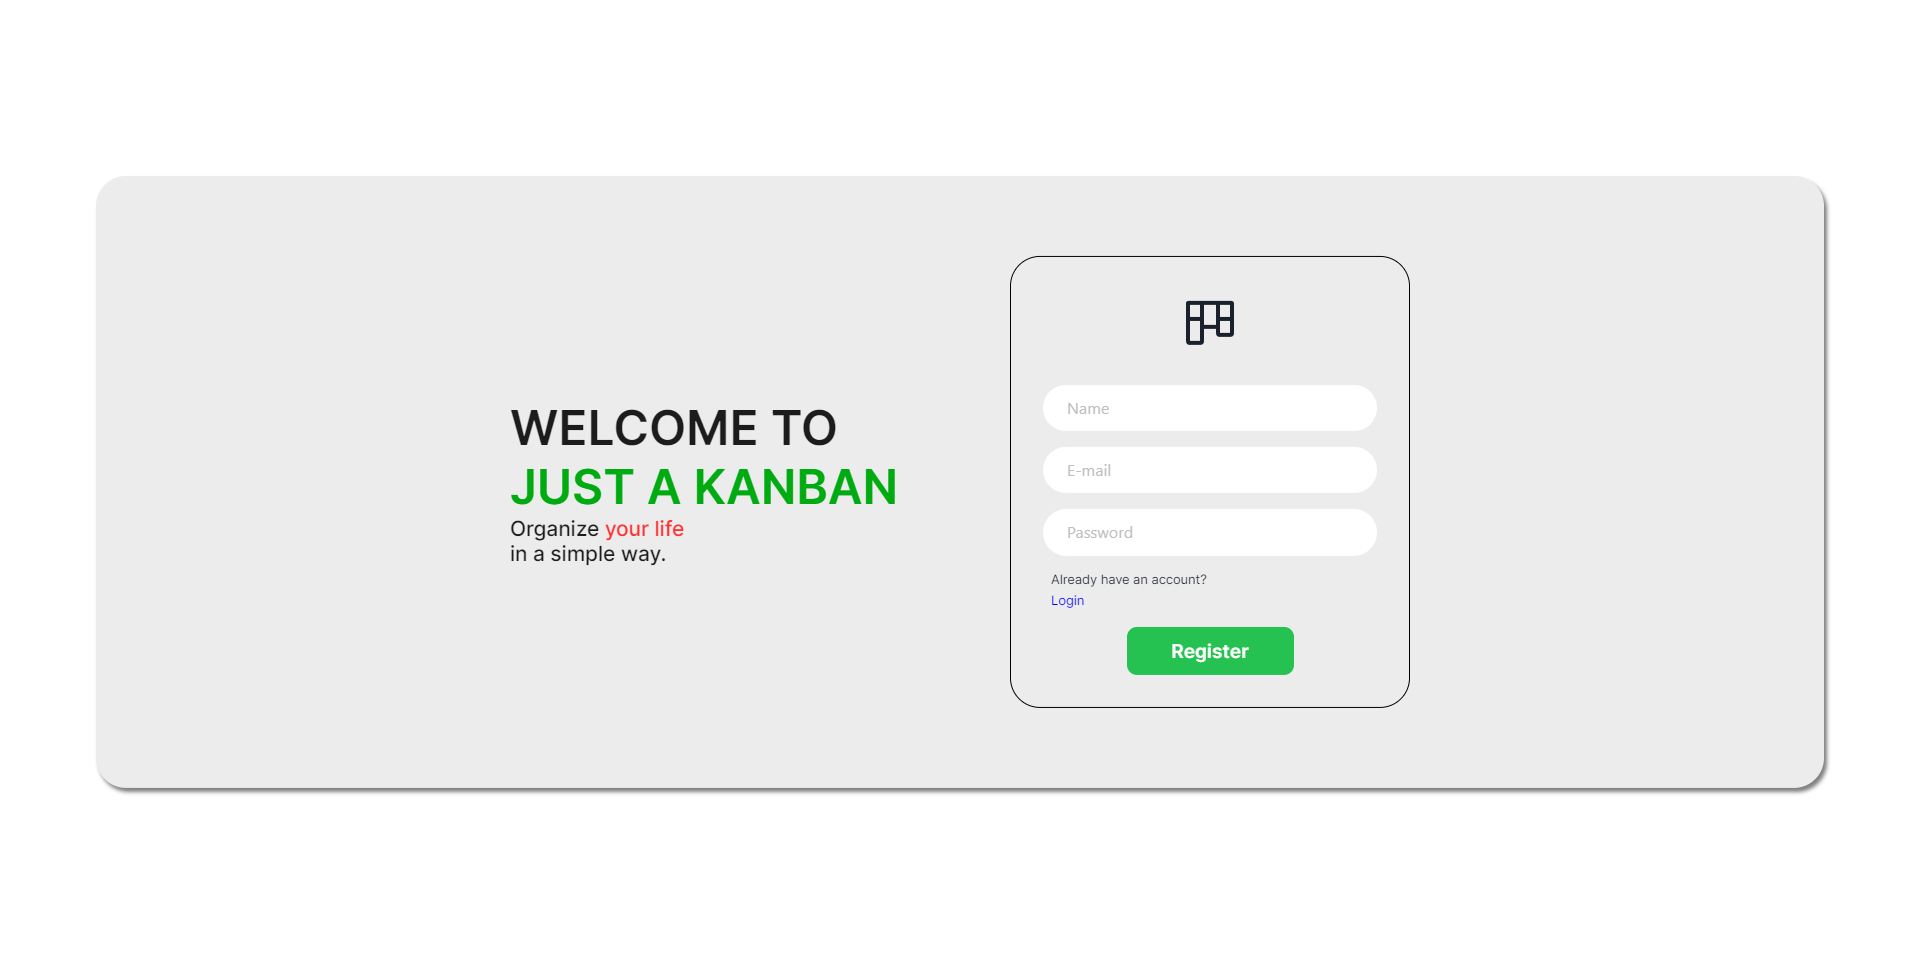 WELCOME TO
JUST A KANBAN
Organize your life
in a simple way.
Name
E-mail
Password
Already have an account?
Login
Register